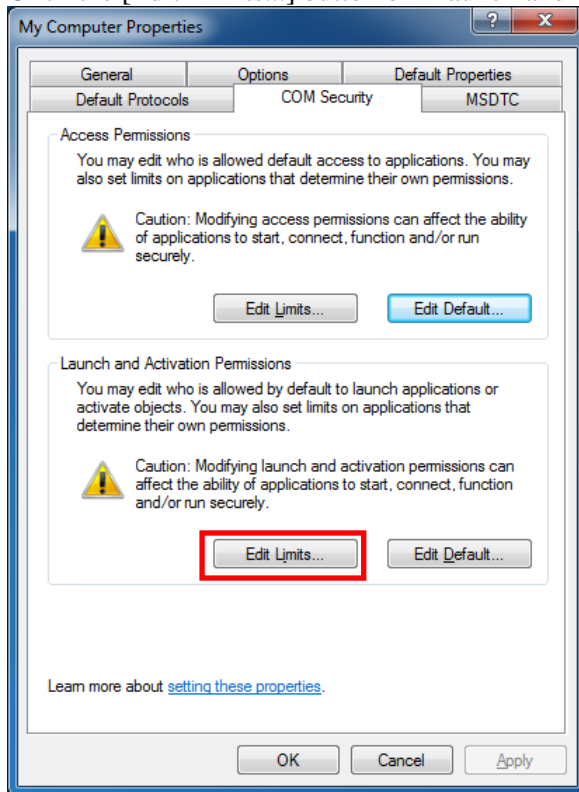 My Computer Properties
?
X
General Options Default Properties
Default Protocols COM Security MSDTC
Access Permissions
You may edit who is allowed default access to applications. You may
also set limits on applications that determine their own permissions.
Caution: Modifying access permissions can affect the ability
of applications to start, connect, function and/or run
securely.
Edit Limits... Edit Default...
Launch and Activation Permissions
You may edit who is allowed by default to launch applications or
activate objects. You may also set limits on applications that
determine their own permissions.
Caution: Modifying launch and activation permissions can
affect the ability of applications to start, connect, function
and/or run securely.
Edit Limits... Edit Default...
Learn more about setting these properties.
OK Cancel Apply